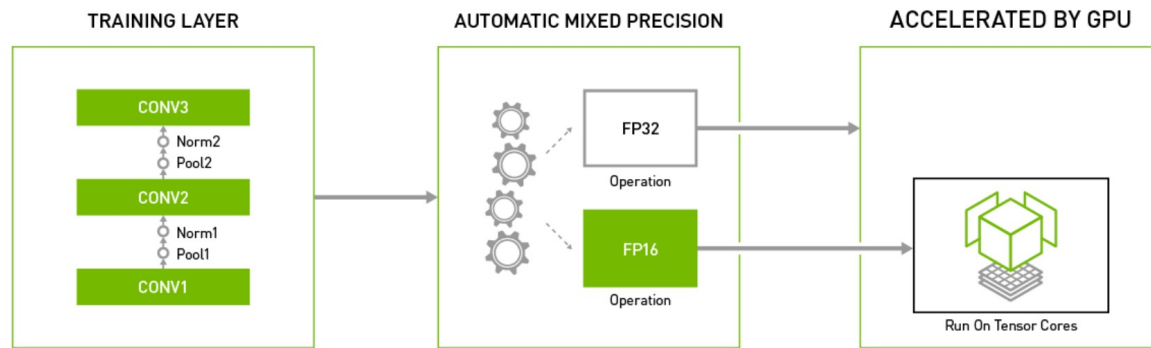 TRAINING LAYER
CONV3
Norm2
Pool2
CONV2
Norm1
Pool1
CONV1
AUTOMATIC MIXED PRECISION
FP32
Operation
FP16
Operation
ACCELERATED BY GPU
Run On Tensor Cores